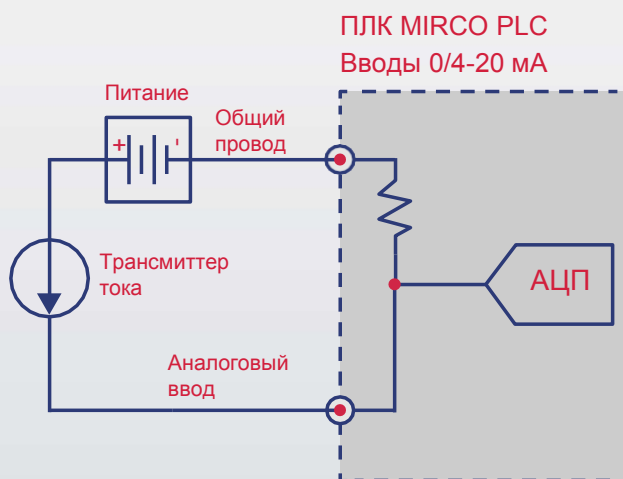 ПЛК MIRCO PLC
Вводы 0/4-20 мА
Питание
+ -
Общий
провод
Трансмиттер
тока
АЦП
Аналоговый
ввод